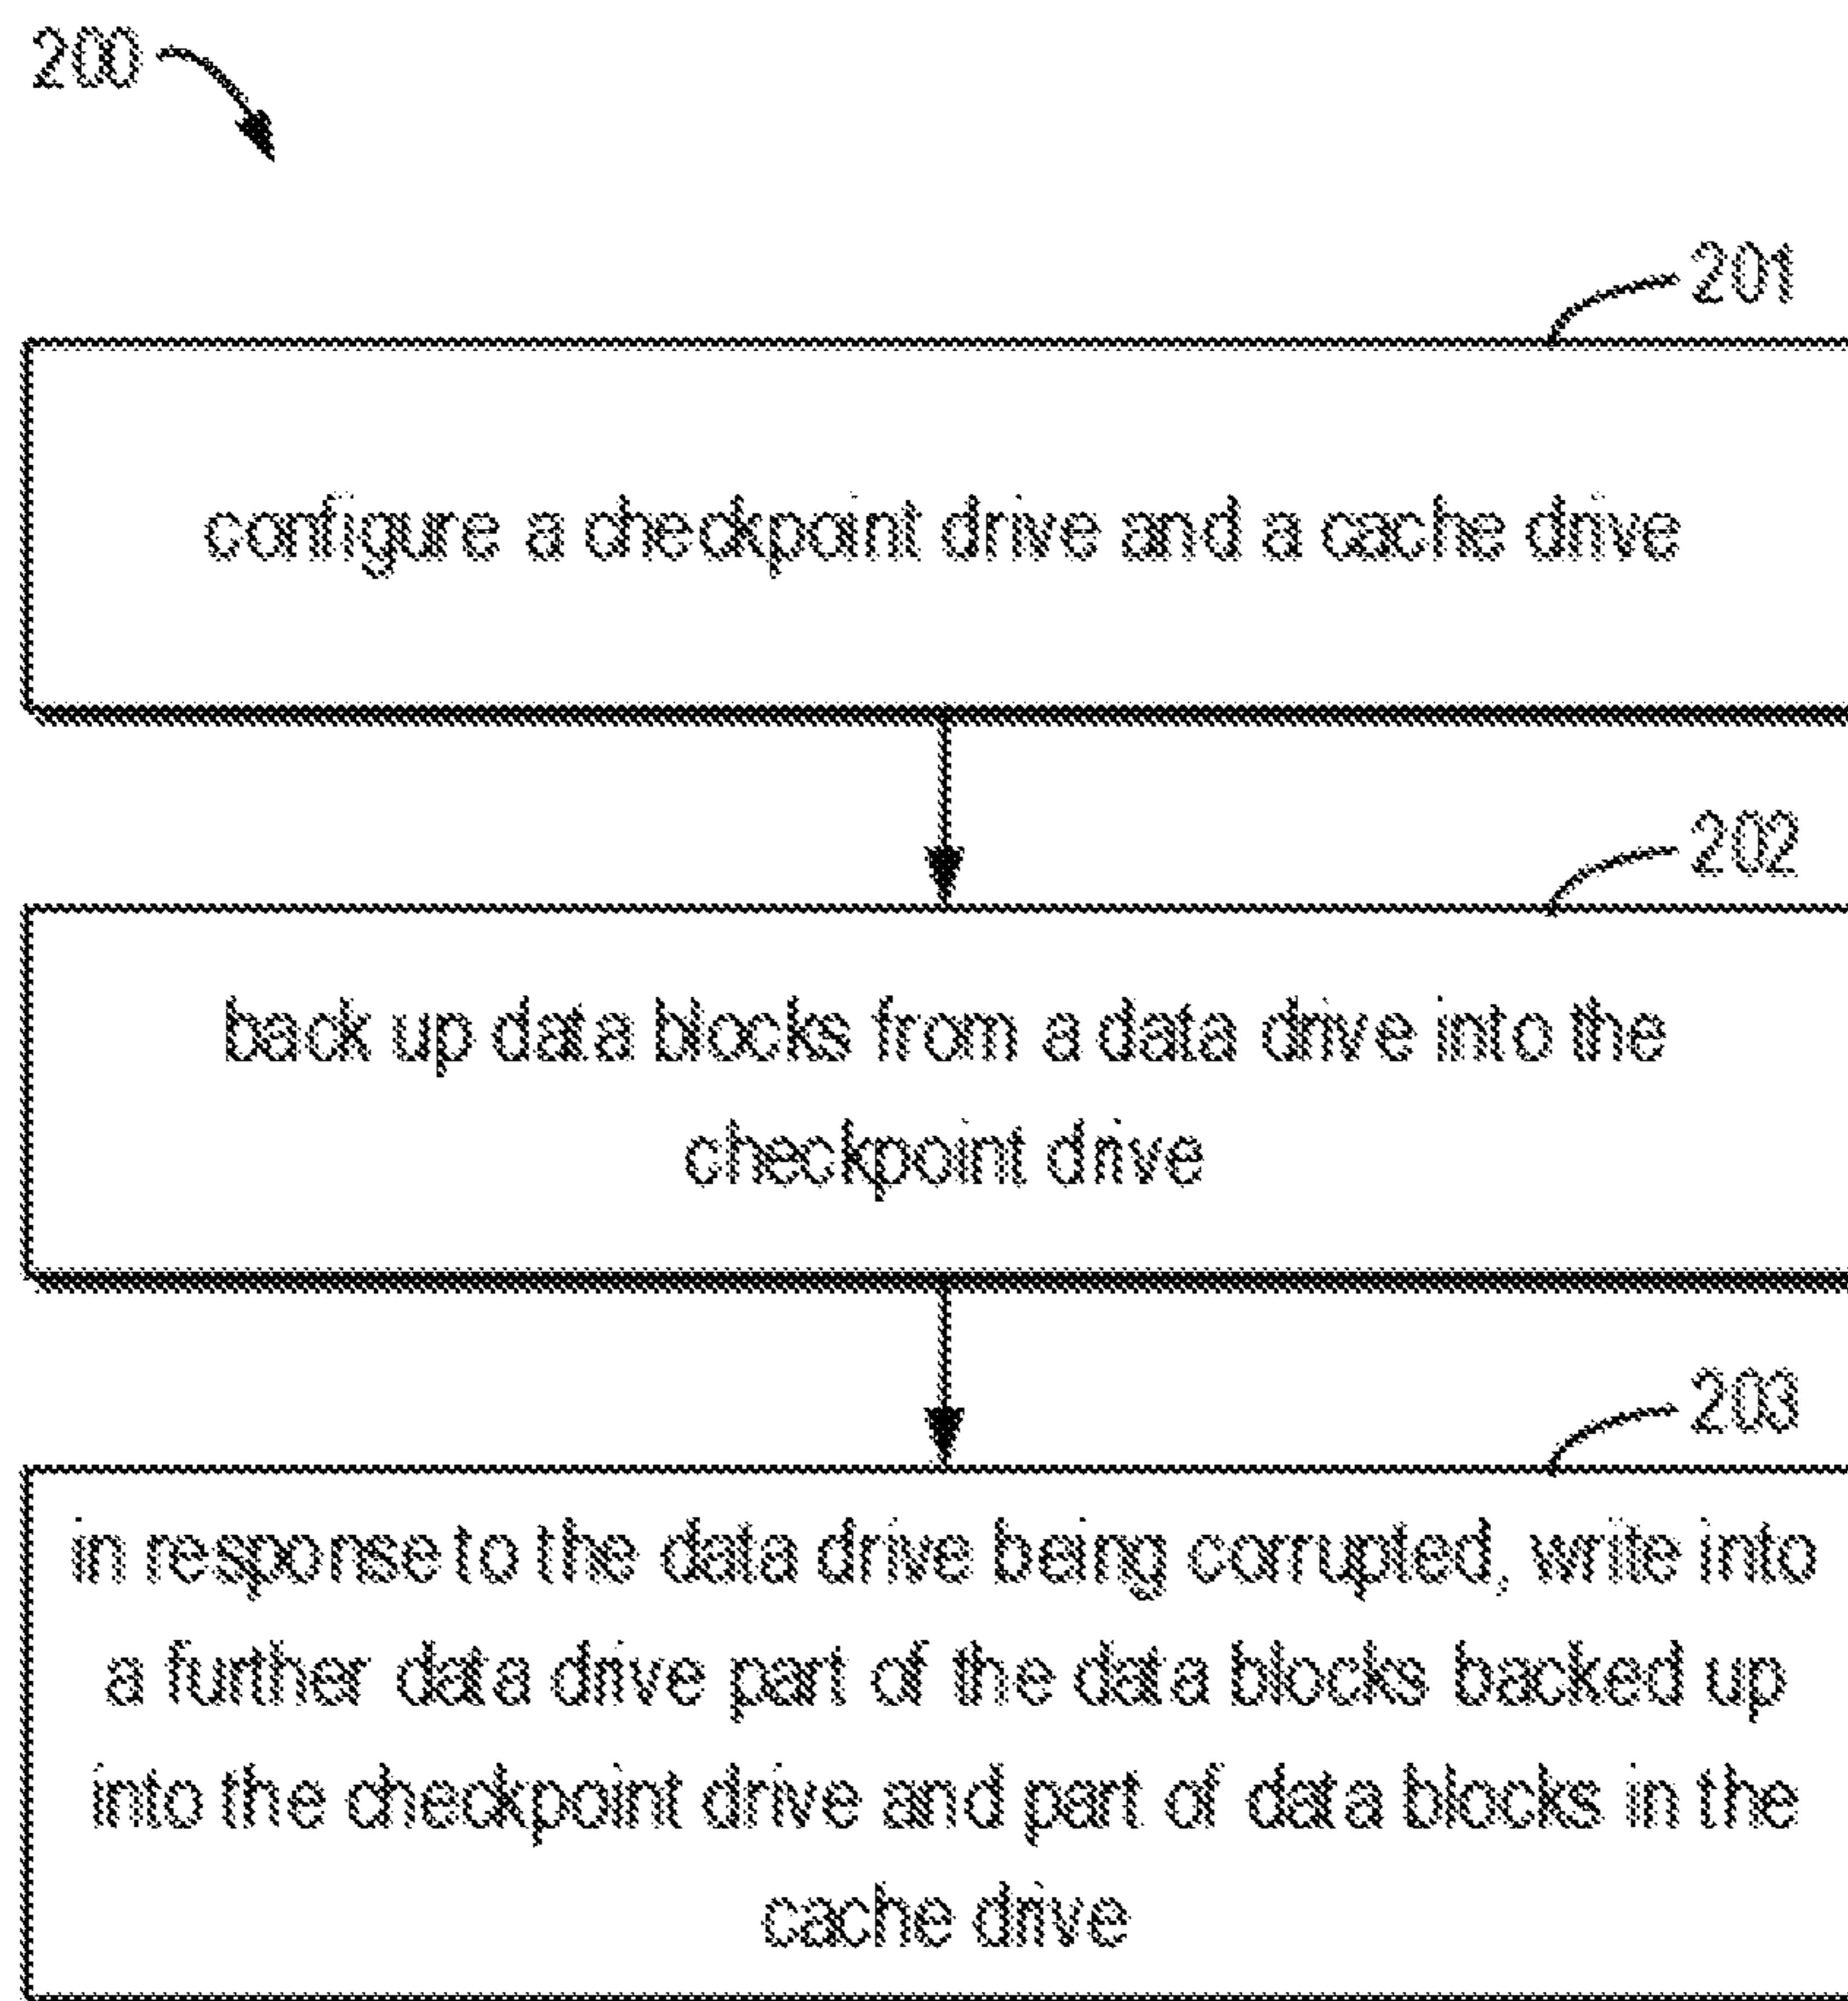 200
201
configure a checkpoint drive and a cache drive
202
back up data blocks from a data drive into the
checkpoint drive
203
in response to the data drive being corrupted, write into
a further data drive part of the data blocks backed up
into the checkpoint drive and part of data blocks in the
cache drive